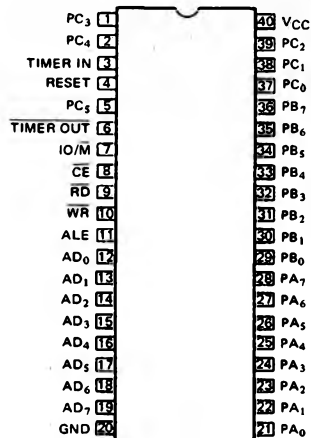 PC₃ 1 40 VCC
PC₄ 2 39 PC₂
TIMER IN 3 38 PC₁
RESET 4 37 PC₀
PC₅ 5 36 PB₇
TIMER OUT 6 35 PB₆
IO/M 7 34 PB₅
CE 8 33 PB₄
RD 9 32 PB₃
WR 10 31 PB₂
ALE 11 30 PB₁
AD₀ 12 29 PB₀
AD₁ 13 28 PA₇
AD₂ 14 27 PA₆
AD₃ 15 26 PA₅
AD₄ 16 25 PA₄
AD₅ 17 24 PA₃
AD₆ 18 23 PA₂
AD₇ 19 22 PA₁
GND 20 21 PA₀